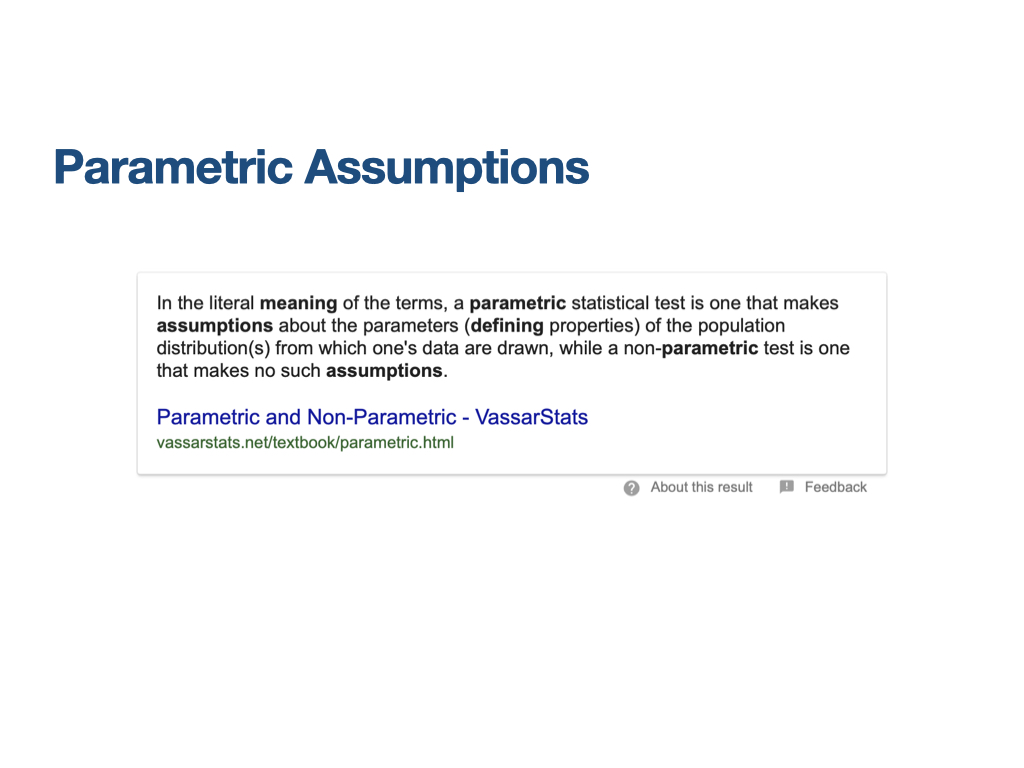 Parametric Assumptions
In the literal meaning of the terms, a parametric statistical test is one that makes
assumptions about the parameters (defining properties) of the population
distribution(s) from which one's data are drawn, while a non-parametric test is one
that makes no such assumptions.
Parametric and Non-Parametric - VassarStats
vassarstats.net/textbook/parametric.html
About this result Feedback